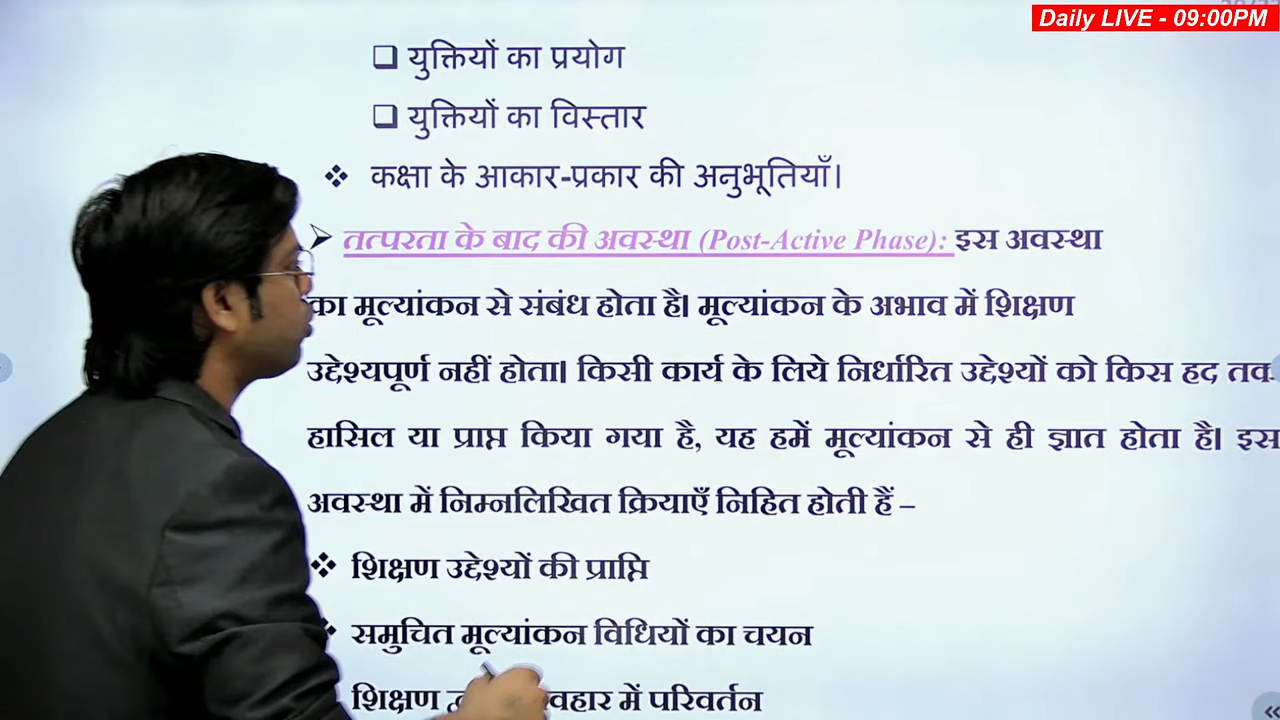 Daily LIVE - 09:00PM
❑ युक्तियों का प्रयोग
❑ युक्तियों का विस्तार
❖ कक्षा के आकार-प्रकार की अनुभूतियाँ।
➢ तत्परता के बाद की अवस्था (Post-Active Phase): इस अवस्था
का मूल्यांकन से संबंध होता है। मूल्यांकन के अभाव में शिक्षण
उद्देश्यपूर्ण नहीं होता। किसी कार्य के लिये निर्धारित उद्देश्यों को किस हद तक
हासिल या प्राप्त किया गया है, यह हमें मूल्यांकन से ही ज्ञात होता है। इस
अवस्था में निम्नलिखित क्रियाएँ निहित होती हैं –
❖ शिक्षण उद्देश्यों की प्राप्ति
❖ समुचित मूल्यांकन विधियों का चयन
शिक्षण में परिवर्तन